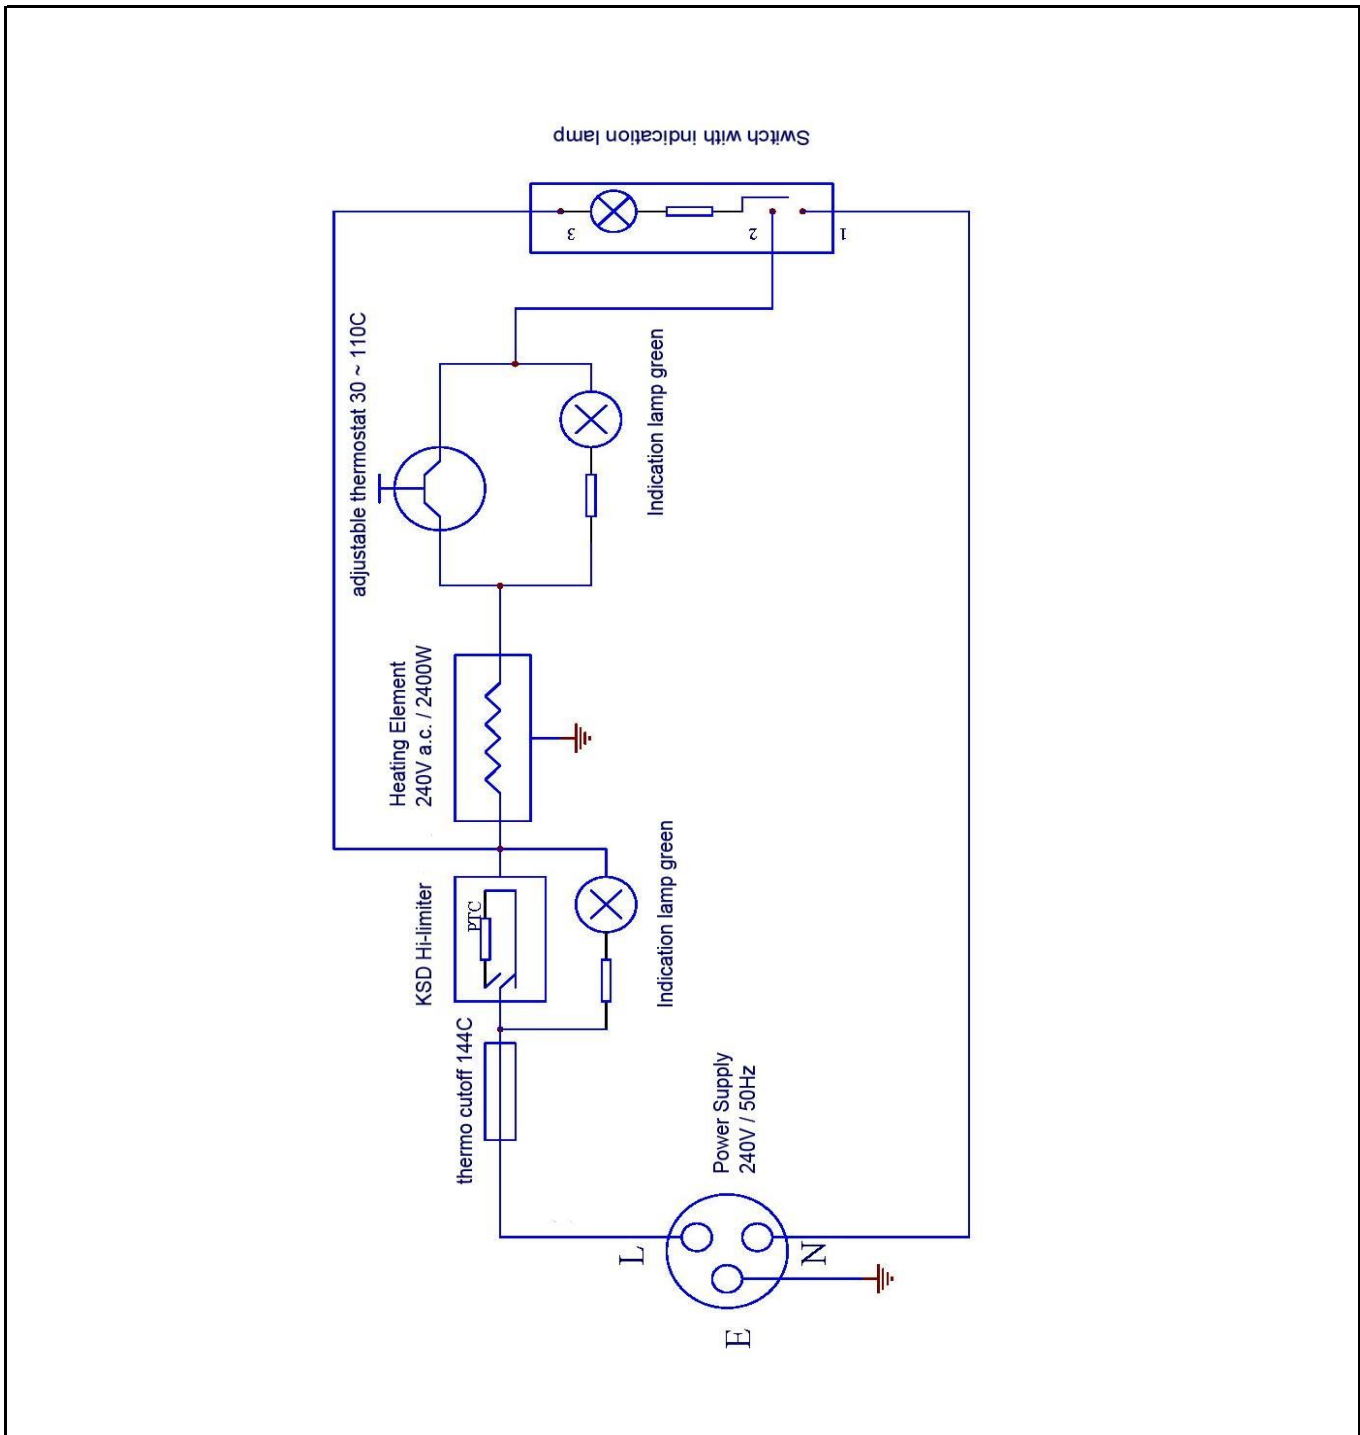 Switch with indication lamp
3
2
1
adjustable thermostat 30 ~ 110C
Indication lamp green
Heating Element
240V a.c. / 2400W
KSD Hi-limiter
PTC
Indication lamp green
thermo cutoff 144C
Power Supply
240V / 50Hz
L
N
E